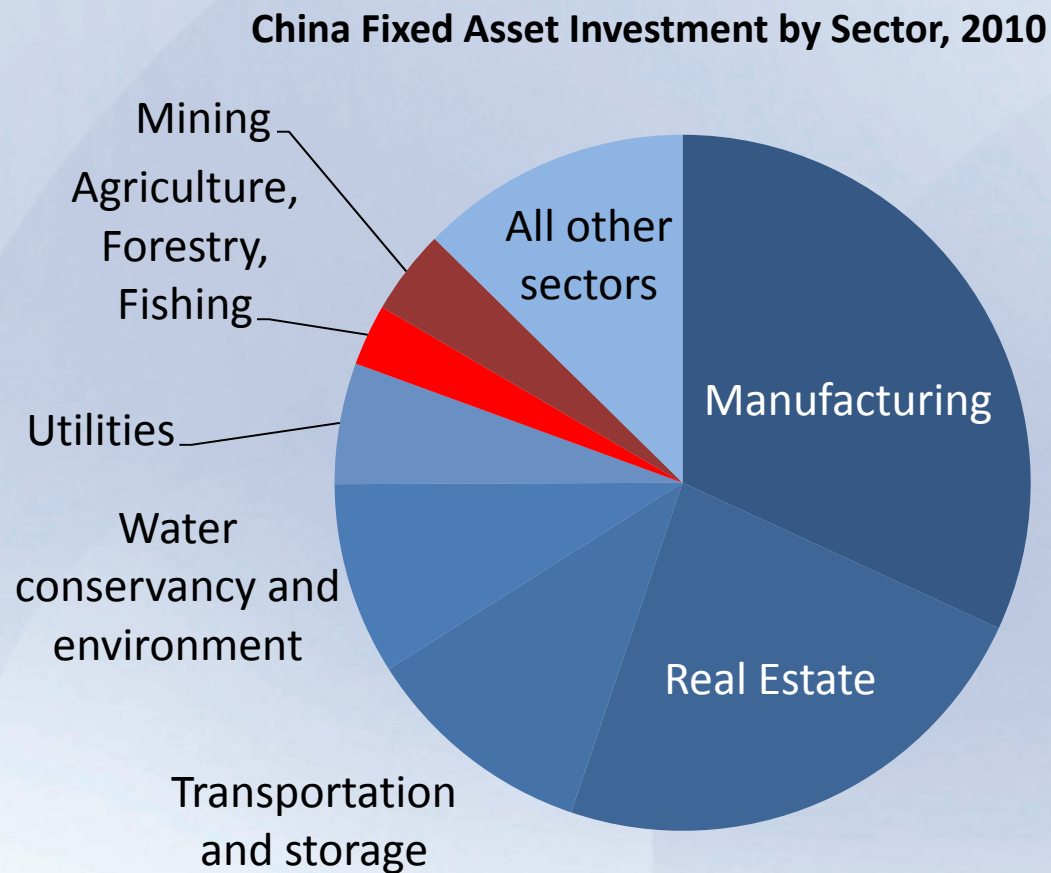 China Fixed Asset Investment by Sector, 2010
Mining
Agriculture,
Forestry,
Fishing
Utilities
Water
conservancy and
environment
Transportation
and storage
All other
sectors
Manufacturing
Real Estate